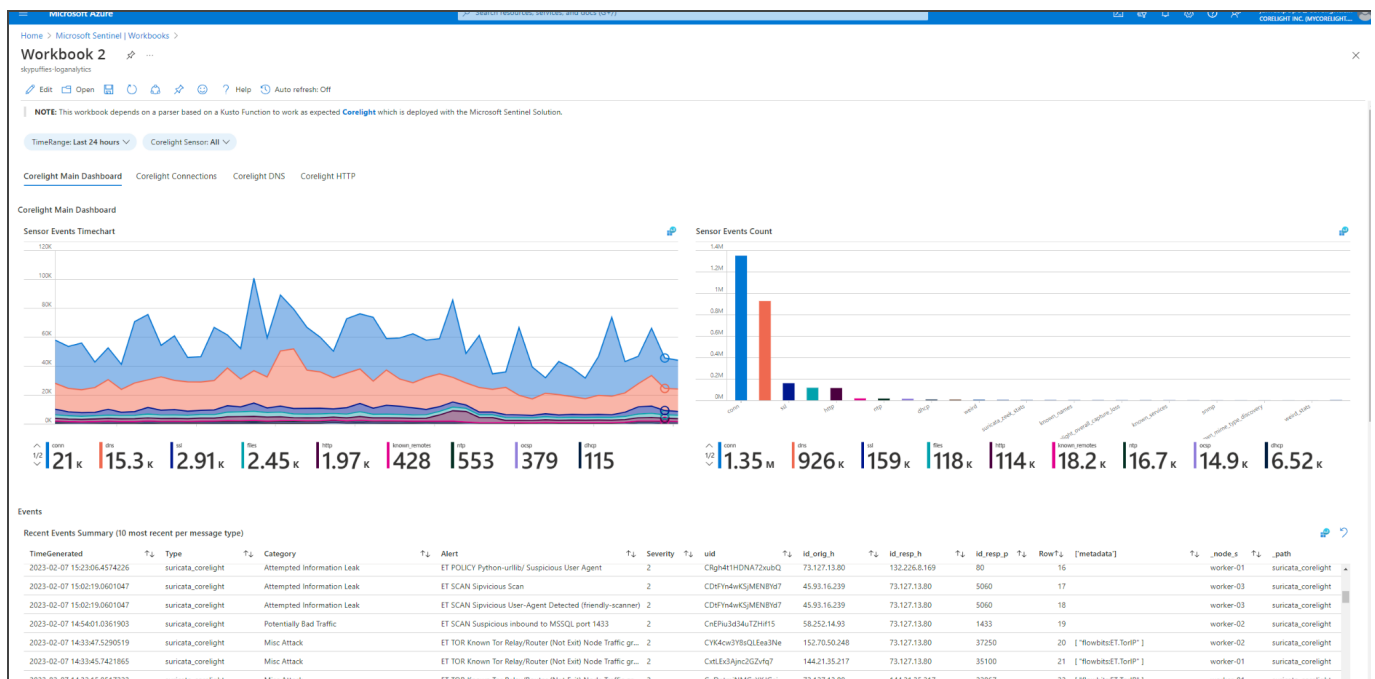 Microsoft Azure
Search resources, services, and docs (G+/)
CORELIGHT INC. (MYCORELIGHT....
Home > Microsoft Sentinel | Workbooks >
Workbook 2 ...
skypuffies-loganalytics
Edit Open ? Help Auto refresh: Off
NOTE: This workbook depends on a parser based on a Kusto Function to work as expected Corelight which is deployed with the Microsoft Sentinel Solution.
TimeRange: Last 24 hours Corelight Sensor: All
Corelight Main Dashboard Corelight Connections Corelight DNS Corelight HTTP
Corelight Main Dashboard
Sensor Events Timechart
120K
100K
80K
60K
40K
20K
0K
1/2
conn 21 K
dns 15.3 K
ssl 2.91 K
files 2.45 K
http 1.97 K
known_remotes 428
ntp 553
ocsp 379
dhcp 115
Sensor Events Count
1.4M
1.2M
1M
0.8M
0.6M
0.4M
0.2M
0M
conn ssl http ntp dhcp weird suricata_zeek_stats known_names known_services snmp weird_stats
1/2
conn 1.35 M
dns 926 K
ssl 159 K
files 118 K
http 114 K
known_remotes 18.2 K
ntp 16.7 K
ocsp 14.9 K
dhcp 6.52 K
Events
Recent Events Summary (10 most recent per message type)
TimeGenerated Type Category Alert Severity uid id_orig_h id_resp_h id_resp_p Row ['metadata'] _node_s _path
2023-02-07 15:23:06.4574226 suricata_corelight Attempted Information Leak ET POLICY Python-urllib/ Suspicious User Agent 2 CRgh4t1HDNA72xubQ 73.127.13.80 132.226.8.169 80 16 worker-01 suricata_corelight
2023-02-07 15:02:19.0601047 suricata_corelight Attempted Information Leak ET SCAN Sipvicious Scan 2 CDtFYn4wKSjMEN8Yd7 45.93.16.239 73.127.13.80 5060 17 worker-03 suricata_corelight
2023-02-07 15:02:19.0601047 suricata_corelight Attempted Information Leak ET SCAN Sipvicious User-Agent Detected (friendly-scanner) 2 CDtFYn4wKSjMEN8Yd7 45.93.16.239 73.127.13.80 5060 18 worker-03 suricata_corelight
2023-02-07 14:54:01.0361903 suricata_corelight Potentially Bad Traffic ET SCAN Suspicious inbound to MSSQL port 1433 2 CnEPiu3d34uTZHif15 58.252.14.93 73.127.13.80 1433 19 worker-02 suricata_corelight
2023-02-07 14:33:47.5290519 suricata_corelight Misc Attack ET TOR Known Tor Relay/Router (Not Exit) Node Traffic gr... 2 CYK4cw3Y8sQLEea3Ne 152.70.50.248 73.127.13.80 37250 20 [ "flowbits:ET.TorIP" ] worker-02 suricata_corelight
2023-02-07 14:33:45.7421865 suricata_corelight Misc Attack ET TOR Known Tor Relay/Router (Not Exit) Node Traffic gr... 2 CxtLEx3Ajnc2GZvfq7 144.21.35.217 73.127.13.80 35100 21 [ "flowbits:ET.TorIP" ] worker-01 suricata_corelight